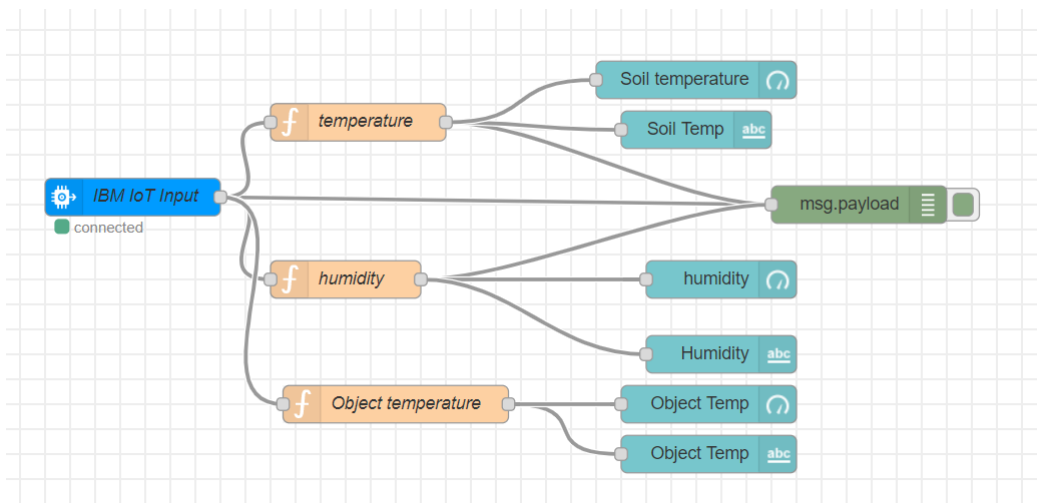 Soil temperature
temperature
Soil Temp abc
IBM IoT Input
msg.payload
connected
humidity
humidity
Humidity abc
Object temperature
Object Temp
Object Temp abc